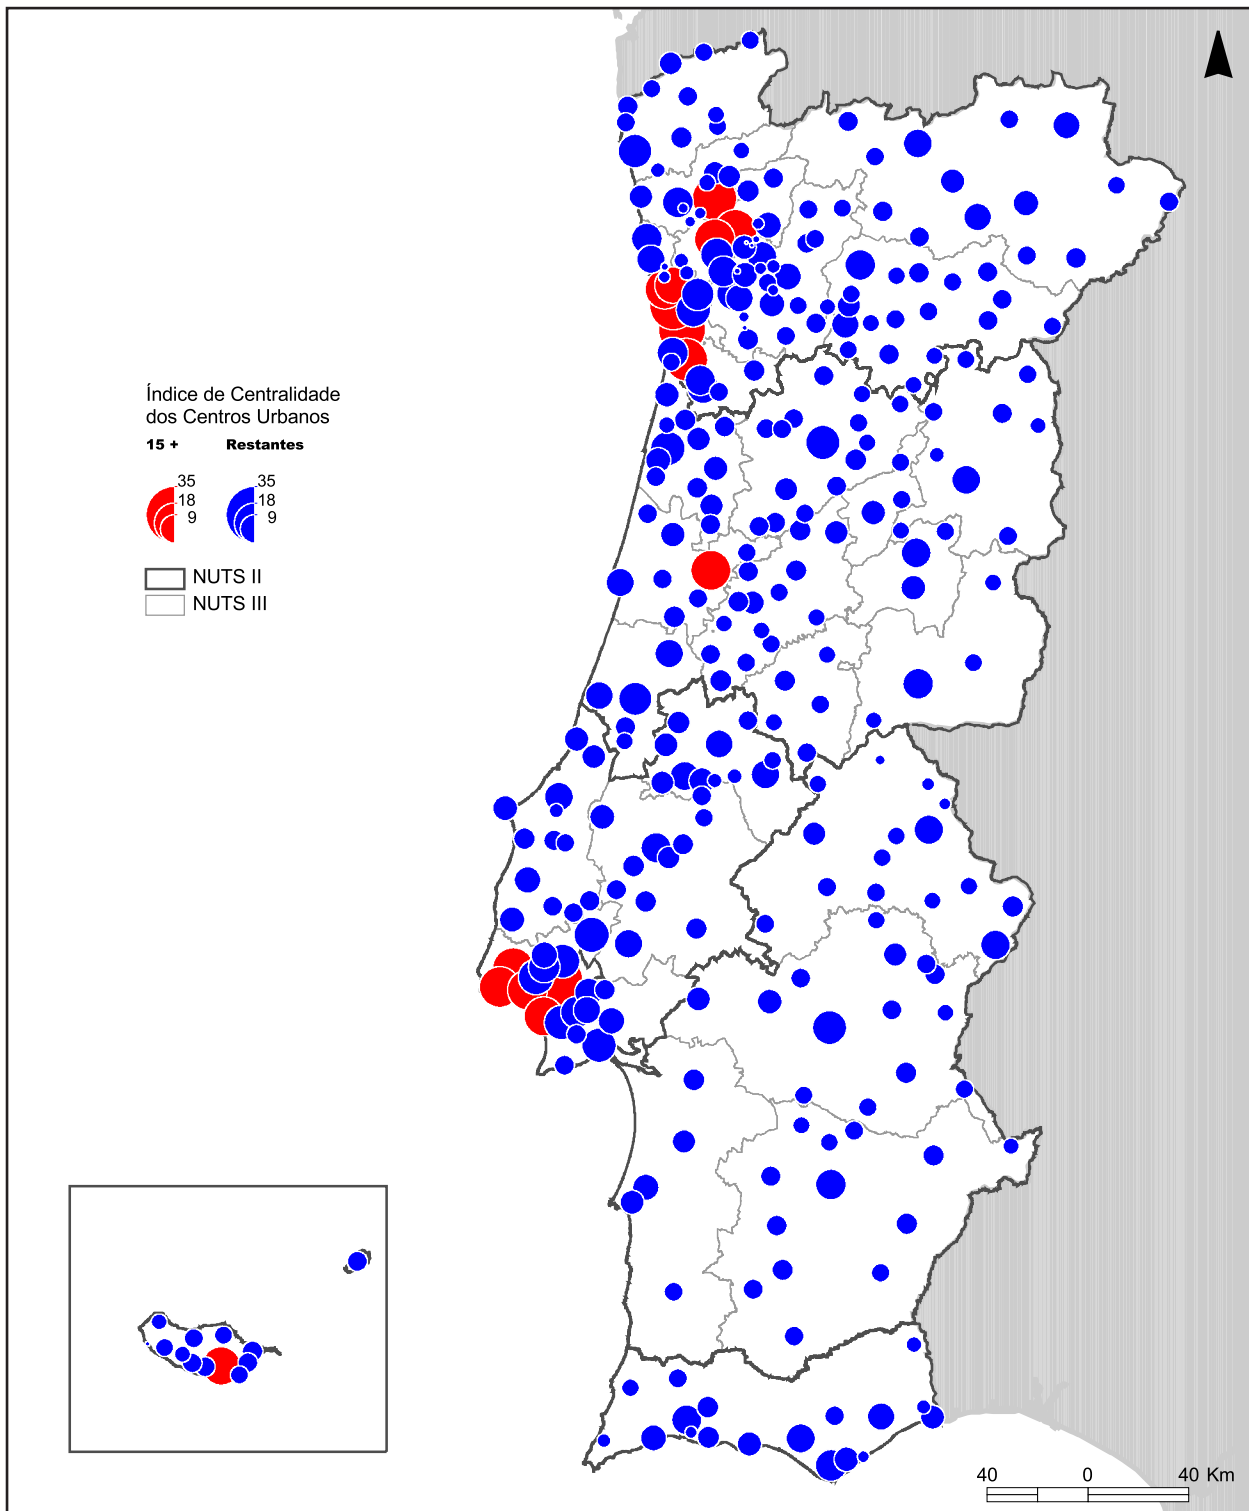 Índice de Centralidade
dos Centros Urbanos
15 + Restantes
35 35
18 18
9 9
NUTS II
NUTS III
40 0 40 Km